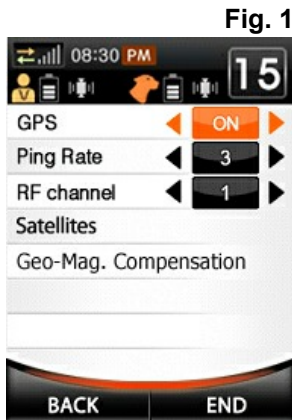 Fig. 1
08:30 PM
15
GPS ON
Ping Rate 3
RF channel 1
Satellites
Geo-Mag. Compensation
BACK END